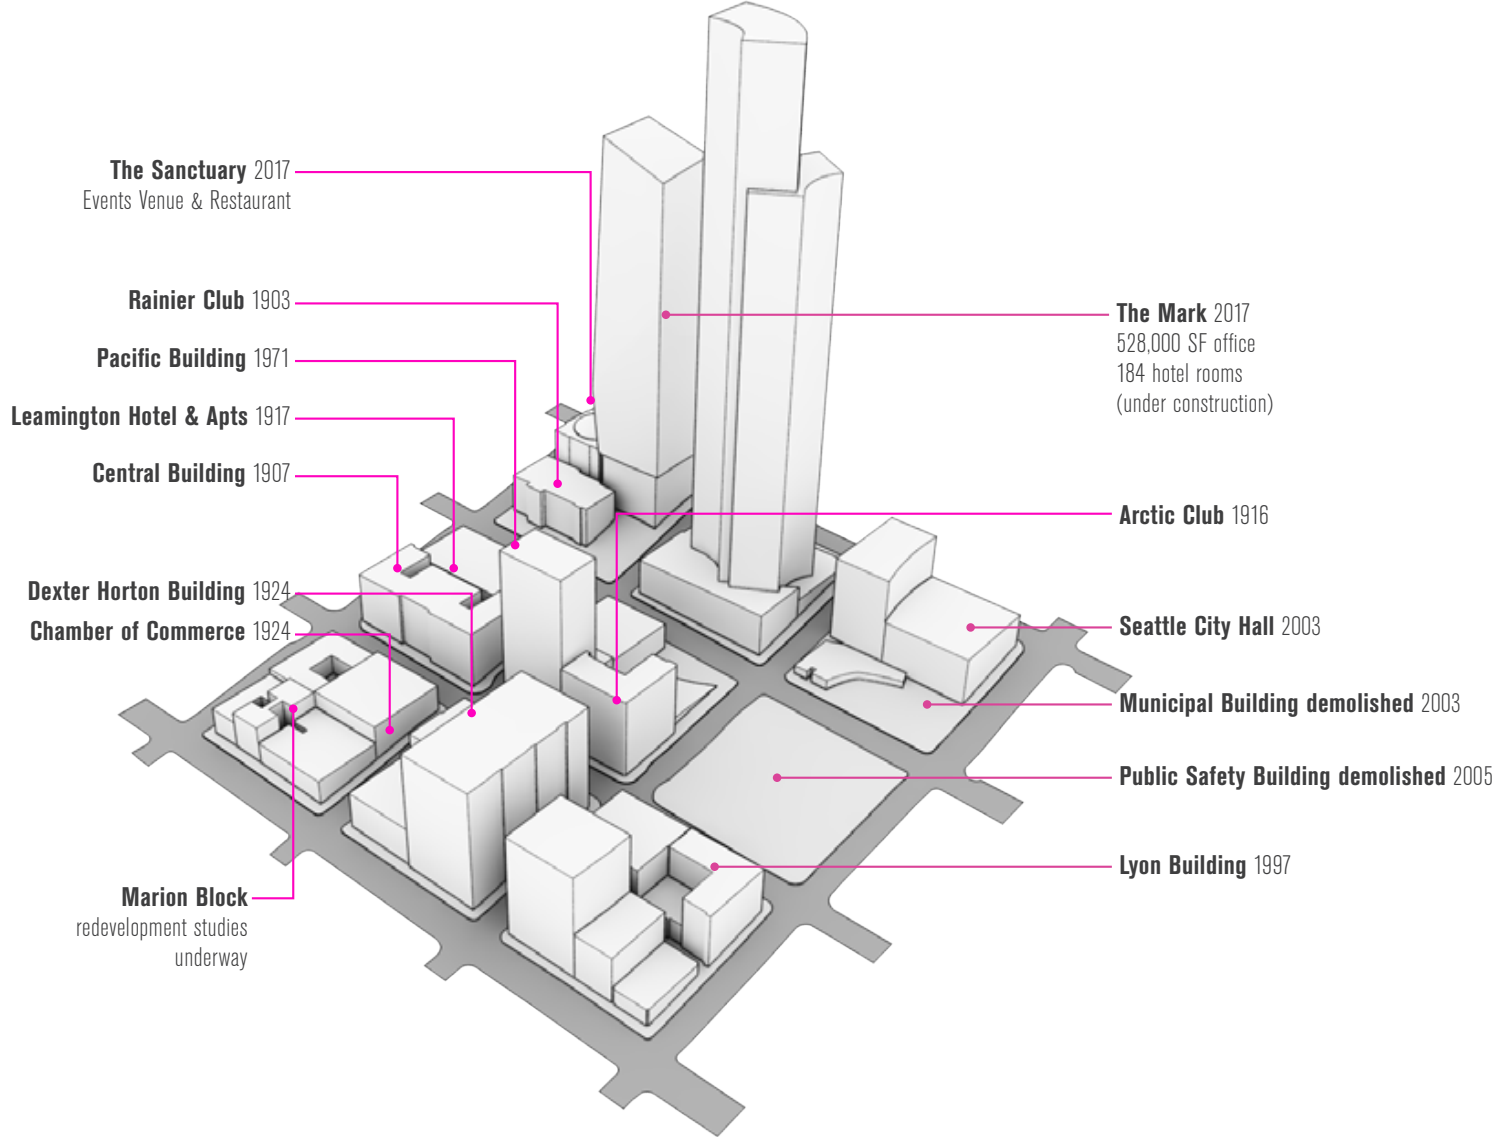 The Sanctuary 2017
Events Venue & Restaurant
Rainier Club 1903
Pacific Building 1971
Leamington Hotel & Apts 1917
Central Building 1907
Dexter Horton Building 1924
Chamber of Commerce 1924
Marion Block
redevelopment studies
underway
The Mark 2017
528,000 SF office
184 hotel rooms
(under construction)
Arctic Club 1916
Seattle City Hall 2003
Municipal Building demolished 2003
Public Safety Building demolished 2005
Lyon Building 1997